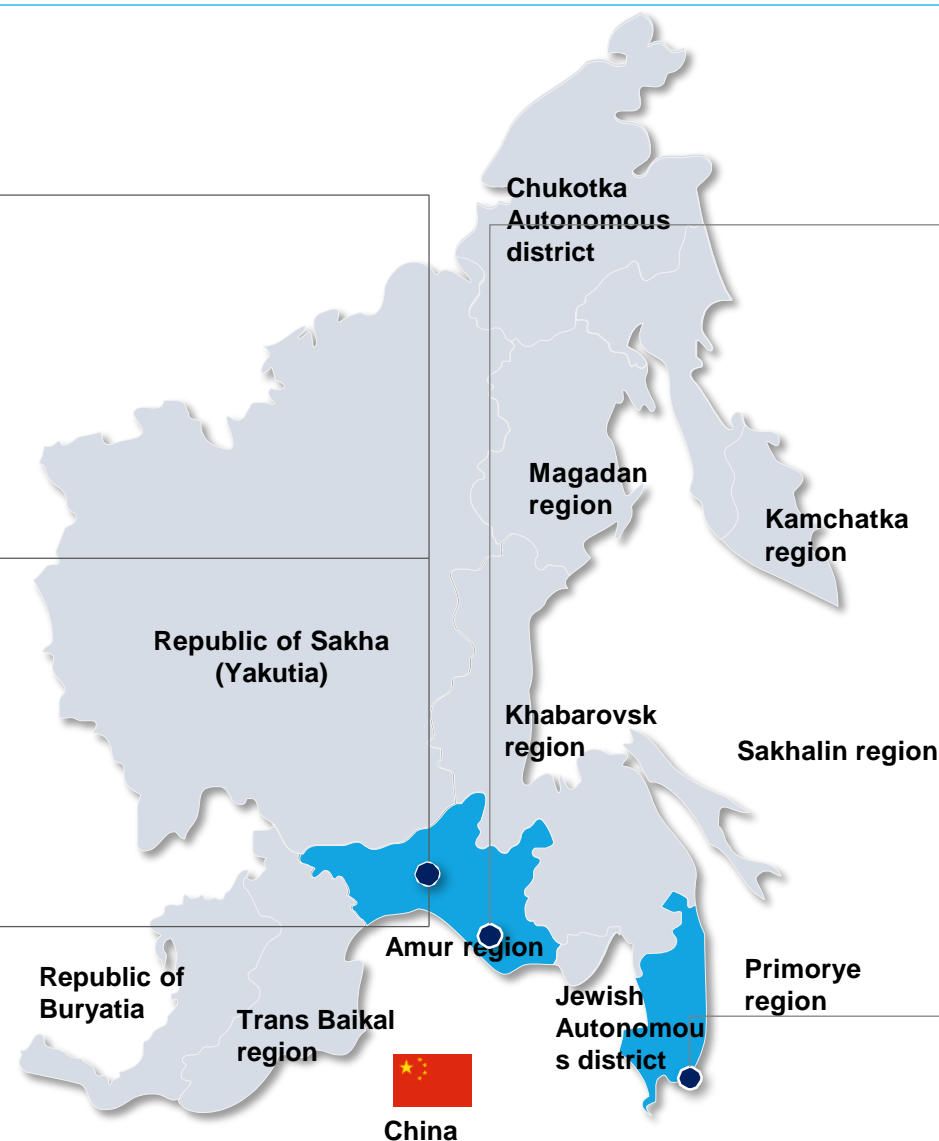 Chukotka
Autonomous
district
Magadan
region
Kamchatka
region
Republic of Sakha
(Yakutia)
Khabarovsk
region
Sakhalin region
Amur region
Republic of
Buryatia
Trans Baikal
region
Jewish
Autonomou
s district
Primorye
region
China